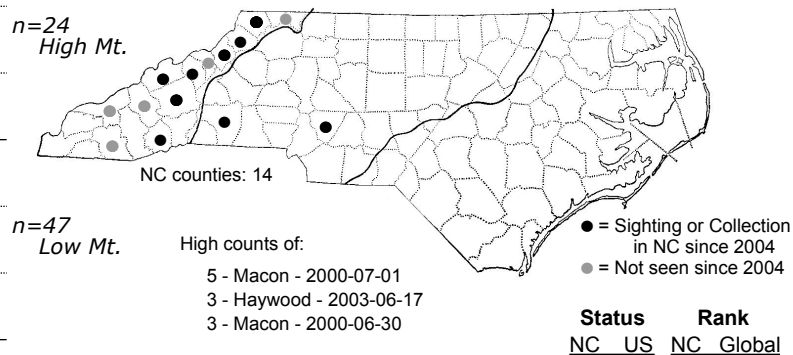 n=24
High Mt.
NC counties: 14
n=47
Low Mt.
High counts of:
5 - Macon - 2000-07-01
3 - Haywood - 2003-06-17
3 - Macon - 2000-06-30
= Sighting or Collection
in NC since 2004
= Not seen since 2004
Status Rank
NC US NC Global